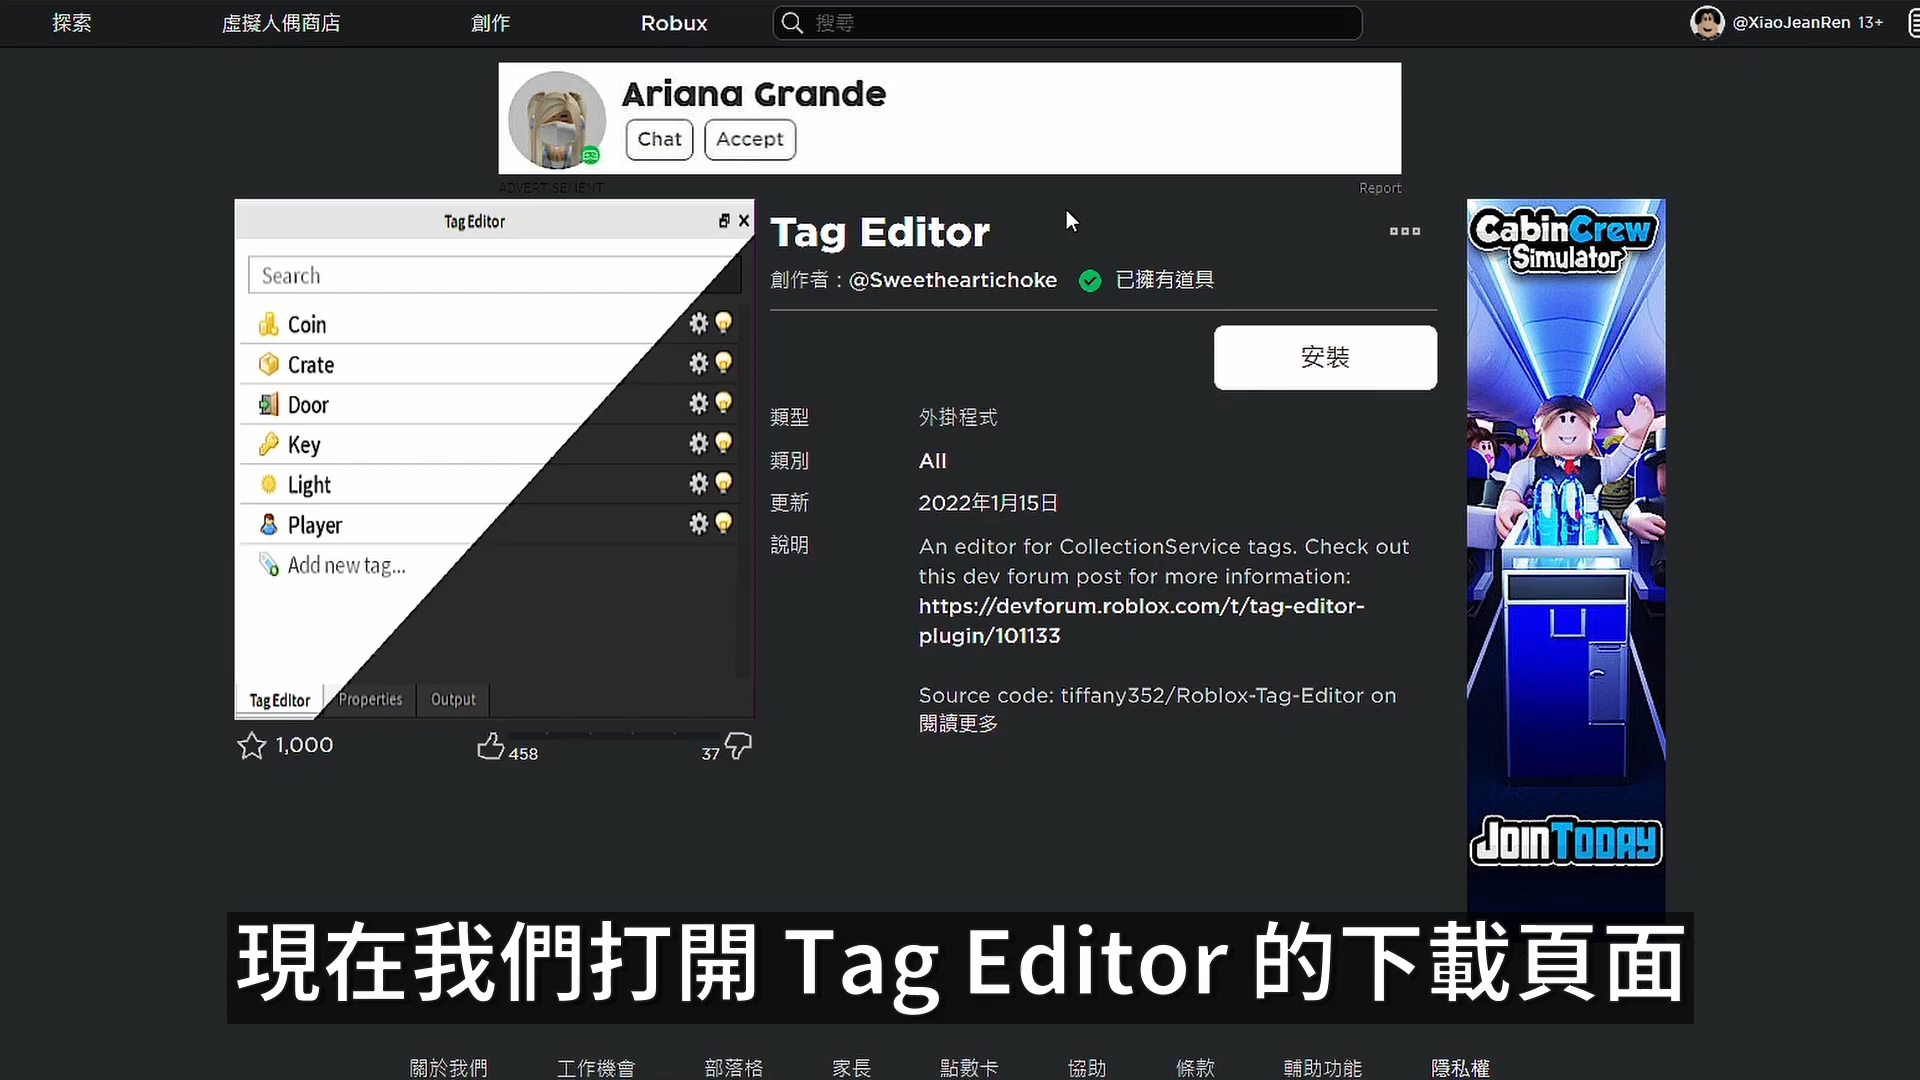 探索
虛擬人偶商店
創作
Robux
搜尋
@XiaoJeanRen 13+
Ariana Grande
Chat
Accept
ADVERTISEMENT
Report
Tag Editor
Search
Coin
Crate
Door
Key
Light
Player
Add new tag...
Tag Editor
Properties
Output
1,000
458
37
Tag Editor
創作者：@Sweetheartichoke 已擁有道具
安裝
類型 外掛程式
類別 All
更新 2022年1月15日
說明 An editor for CollectionService tags. Check out
this dev forum post for more information:
https://devforum.roblox.com/t/tag-editor-
plugin/101133
Source code: tiffany352/Roblox-Tag-Editor on
閱讀更多
CabinCrew
Simulator
JOIN TODAY
現在我們打開 Tag Editor 的下載頁面
關於我們
工作機會
部落格
家長
點數卡
協助
條款
輔助功能
隱私權